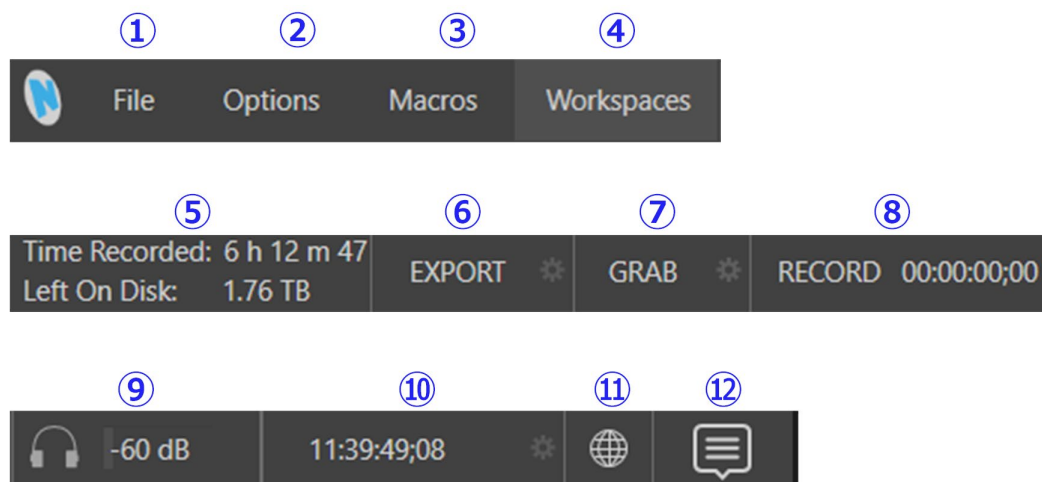 ① ② ③ ④
N File Options Macros Workspaces
⑤ ⑥ ⑦ ⑧
Time Recorded: 6 h 12 m 47 EXPORT GRAB RECORD 00:00:00;00
Left On Disk: 1.76 TB
⑨ ⑩ ⑪ ⑫
-60 dB 11:39:49;08